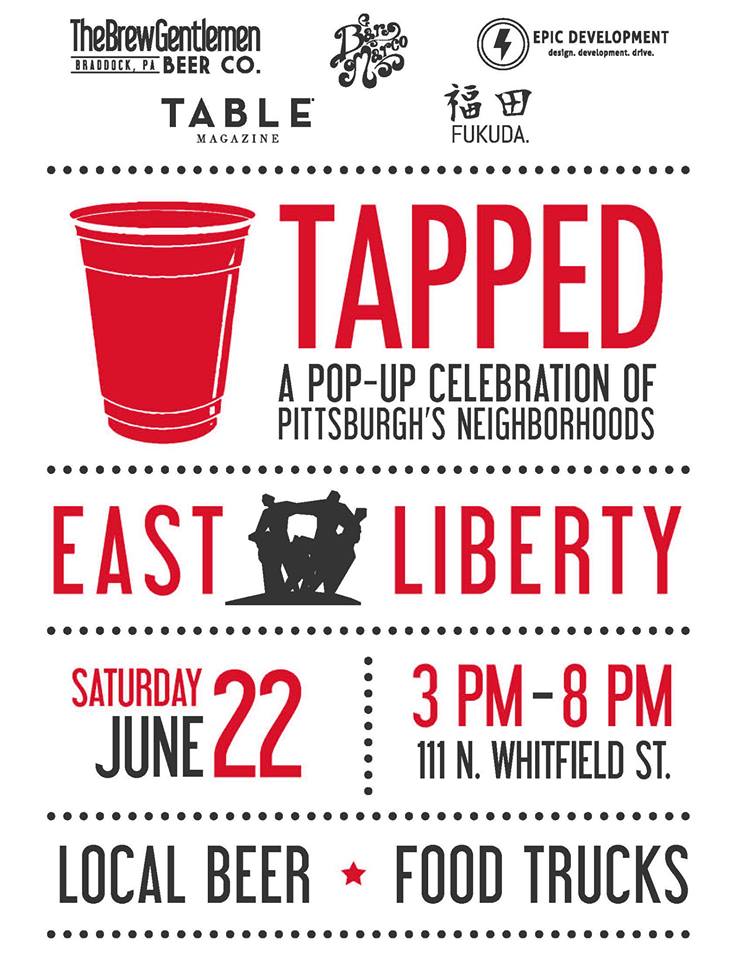 TheBrewGentlemen
BRADDOCK, PA BEER CO.
Bar
Marco
EPIC DEVELOPMENT
design. development. drive.
TABLE
MAGAZINE
福田
FUKUDA.
TAPPED
A POP-UP CELEBRATION OF
PITTSBURGH'S NEIGHBORHOODS
EAST LIBERTY
SATURDAY
JUNE 22
3 PM - 8 PM
111 N. WHITFIELD ST.
LOCAL BEER ★ FOOD TRUCKS